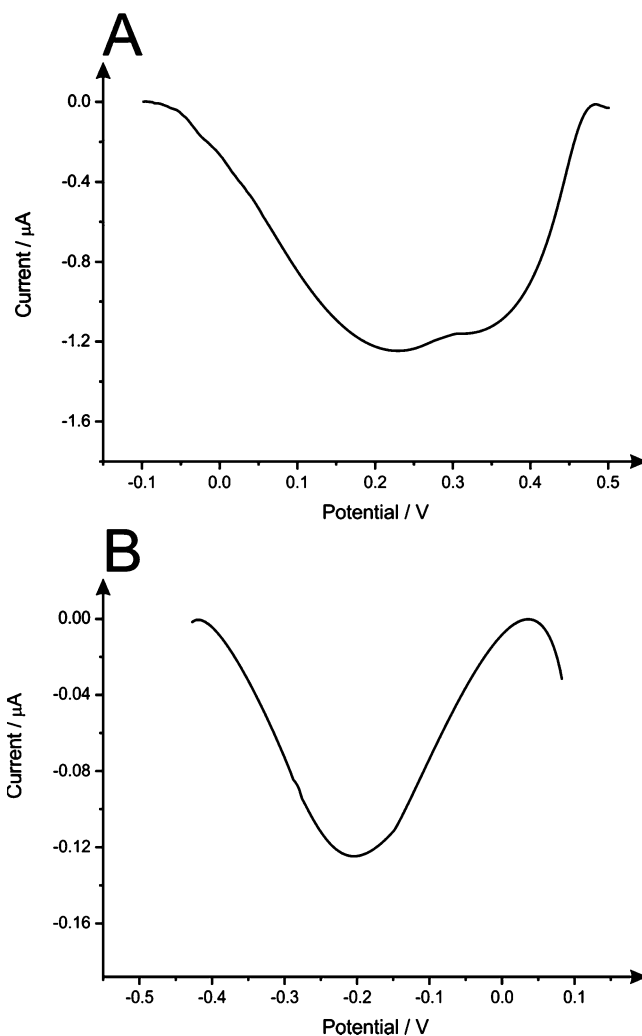 A
0.0
-0.4
-0.8
-1.2
-1.6
Current / μA
-0.1 0.0 0.1 0.2 0.3 0.4 0.5
Potential / V
B
0.00
-0.04
-0.08
-0.12
-0.16
Current / μA
-0.5 -0.4 -0.3 -0.2 -0.1 0.0 0.1
Potential / V